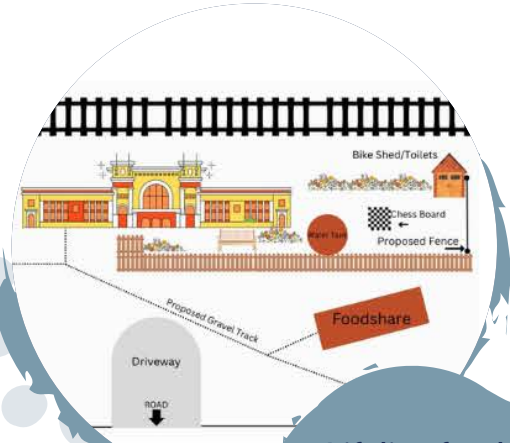 Bike Shed/Toilets
Chess Board
Water Tank
Proposed Fence
Proposed Gravel Track
Foodshare
Driveway
ROAD